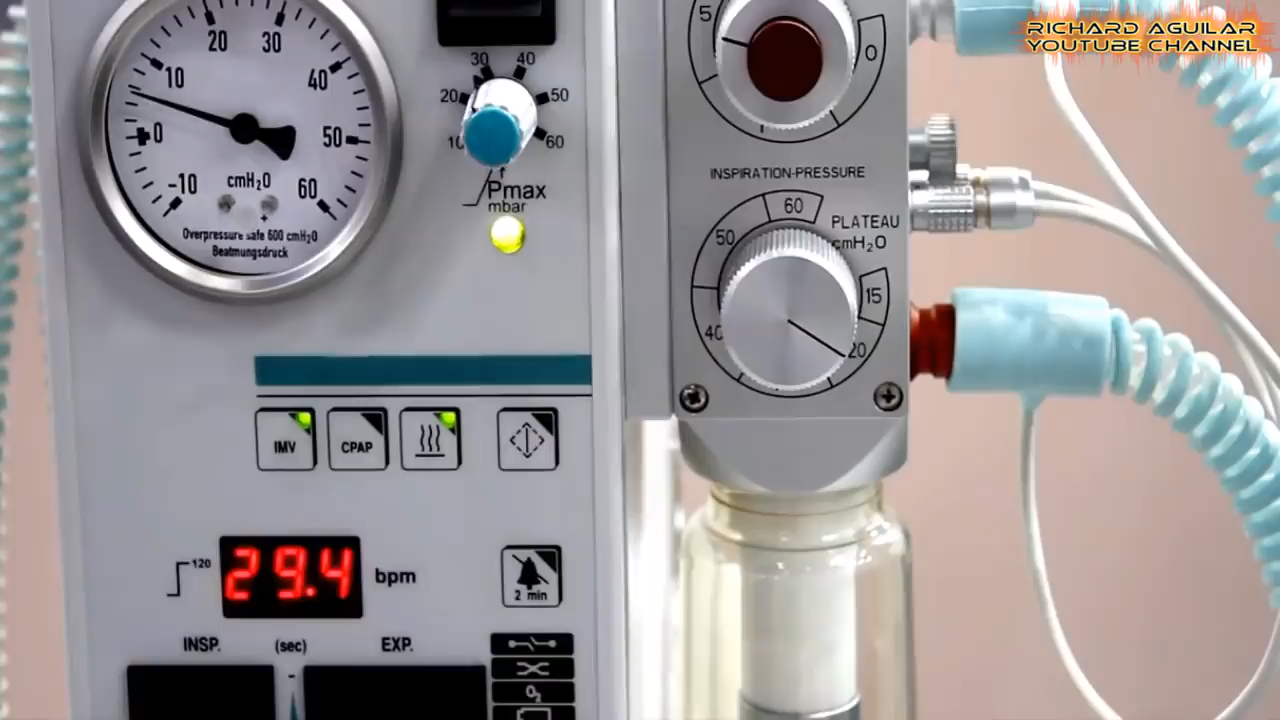 RICHARD AGUILAR
YOUTUBE CHANNEL
20 30
10 40
0 50
-10 60
cmH₂O
Overpressure safe 600 cmH₂O
Beatmungsdruck
30 40
20 50
10 60
Pmax
mbar
5 0
INSPIRATION-PRESSURE
60
PLATEAU
cmH₂O
50
15
40
20
IMV
CPAP
120
29.4 bpm
2 min
INSP. (sec) EXP.
O₂